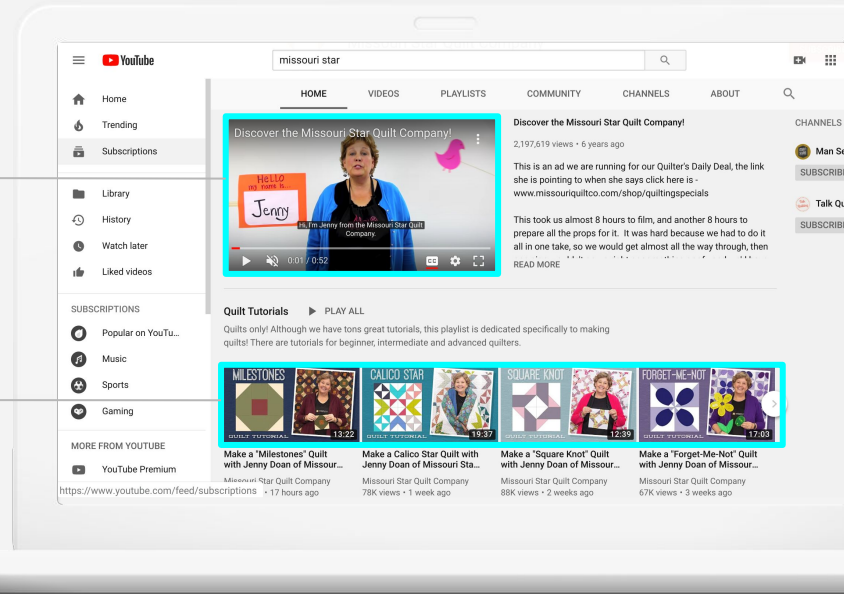 YouTube
missouri star
Home
Trending
Subscriptions
Library
History
Watch later
Liked videos
SUBSCRIPTIONS
Popular on YouTu...
Music
Sports
Gaming
MORE FROM YOUTUBE
YouTube Premium
https://www.youtube.com/feed/subscriptions
HOME VIDEOS PLAYLISTS COMMUNITY CHANNELS ABOUT
Discover the Missouri Star Quilt Company!
Hello
my name is...
Jenny
Hi, I'm Jenny from the Missouri Star Quilt
Company.
0:01 / 0:52
CC
Discover the Missouri Star Quilt Company!
2,197,619 views • 6 years ago
This is an ad we are running for our Quilter's Daily Deal, the link
she is pointing to when she says click here is -
www.missouriquiltco.com/shop/quiltingspecials
This took us almost 8 hours to film, and another 8 hours to
prepare all the props for it. It was hard because we had to do it
all in one take, so we would get almost all the way through, then
READ MORE
CHANNELS
Man Se
SUBSCRIB
Talk Qu
SUBSCRIB
Quilt Tutorials PLAY ALL
Quilts only! Although we have tons great tutorials, this playlist is dedicated specifically to making
quilts! There are tutorials for beginner, intermediate and advanced quilters.
MILESTONES
QUILT TUTORIAL
13:22
CALICO STAR
QUILT TUTORIAL
19:37
SQUARE KNOT
QUILT TUTORIAL
12:39
FORGET-ME-NOT
QUILT TUTORIAL
17:03
Make a "Milestones" Quilt
with Jenny Doan of Missour...
Missouri Star Quilt Company
• 17 hours ago
Make a Calico Star Quilt with
Jenny Doan of Missouri Sta...
Missouri Star Quilt Company
78K views • 1 week ago
Make a "Square Knot" Quilt
with Jenny Doan of Missour...
Missouri Star Quilt Company
88K views • 2 weeks ago
Make a "Forget-Me-Not" Quilt
with Jenny Doan of Missour...
Missouri Star Quilt Company
67K views • 3 weeks ago